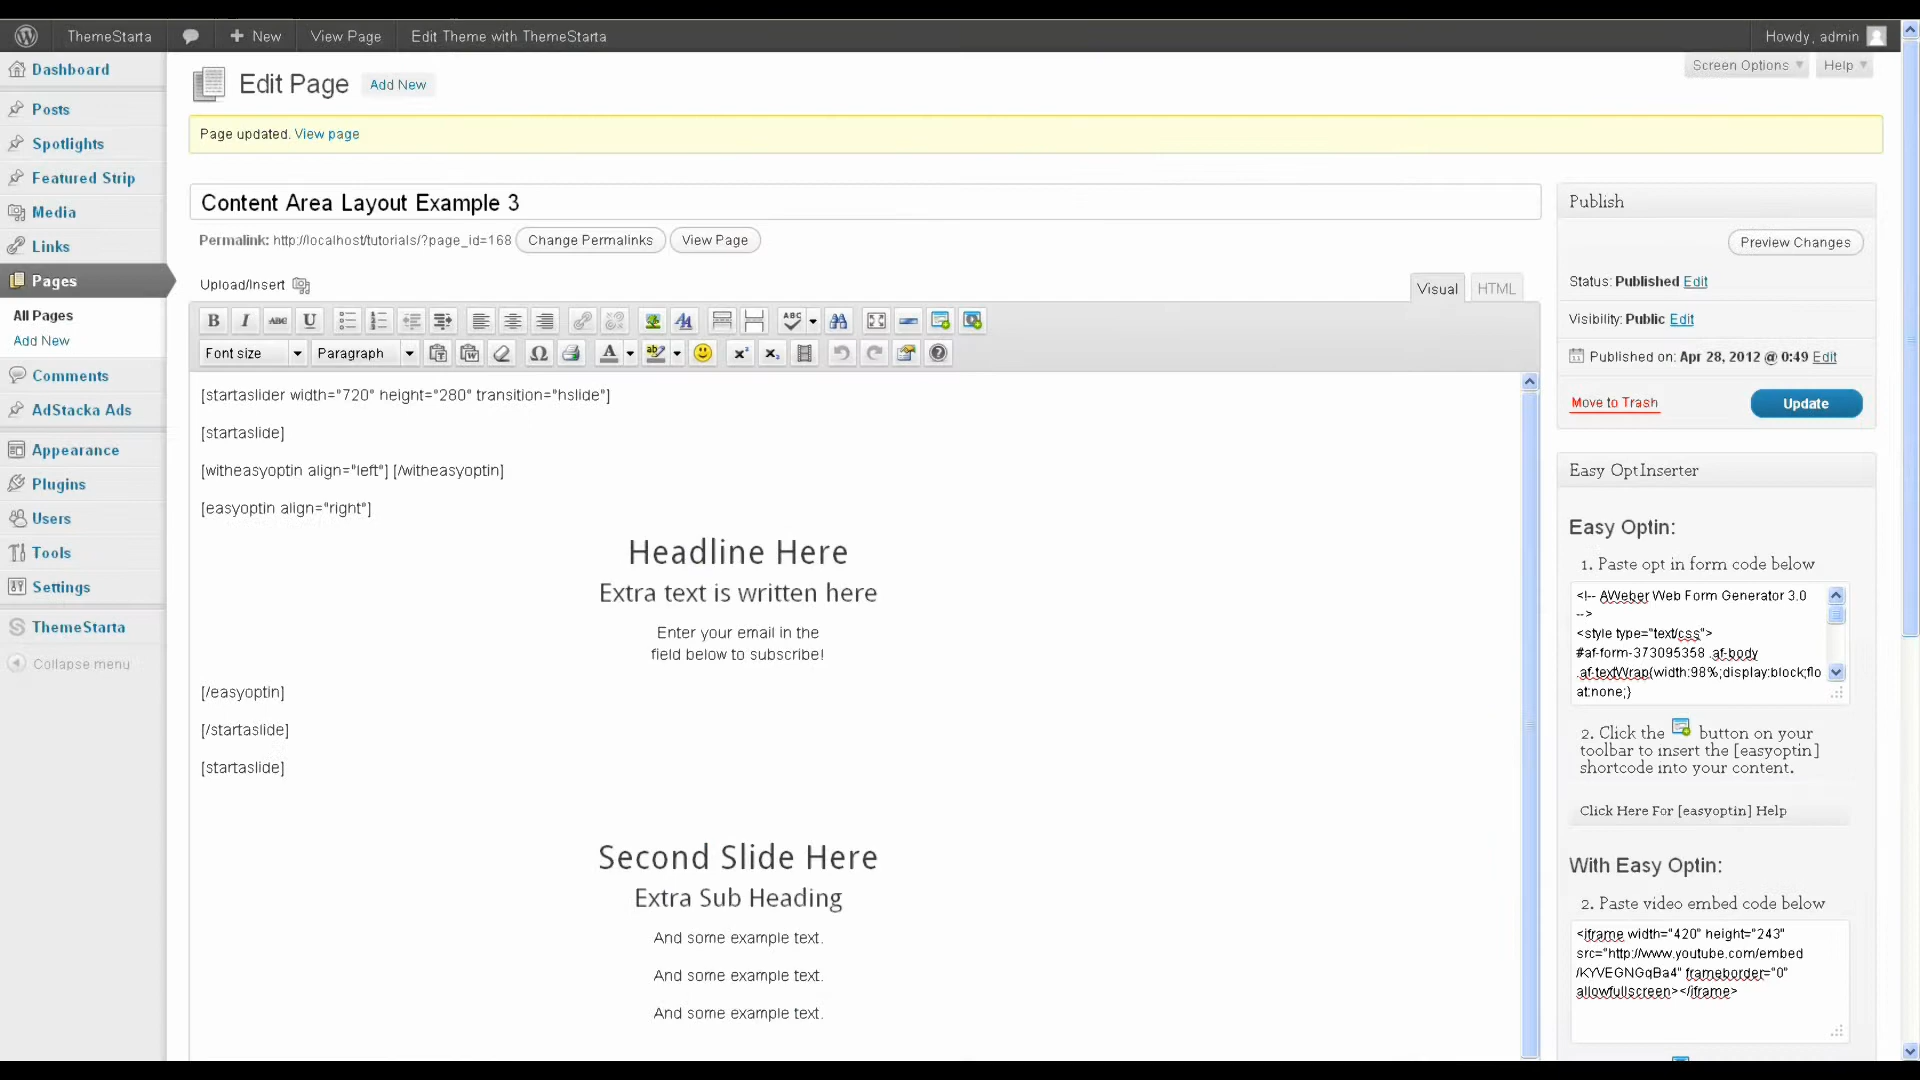 ThemeStarta New View Page Edit Theme with ThemeStarta Howdy, admin
Screen Options Help
Dashboard
Posts
Spotlights
Featured Strip
Media
Links
Pages
All Pages
Add New
Comments
AdStacka Ads
Appearance
Plugins
Users
Tools
Settings
ThemeStarta
Collapse menu
Edit Page Add New
Page updated. View page
Content Area Layout Example 3
Permalink: http://localhost/tutorials/?page_id=168 Change Permalinks View Page
Upload/Insert Visual HTML
B I ABC U ABC
Font size Paragraph
[startaslider width="720" height="280" transition="hslide"]
[startaslide]
[witheasyoptin align="left"] [/witheasyoptin]
[easyoptin align="right"]
Headline Here
Extra text is written here
Enter your email in the
field below to subscribe!
[/easyoptin]
[/startaslide]
[startaslide]
Second Slide Here
Extra Sub Heading
And some example text.
And some example text.
And some example text.
Publish
Preview Changes
Status: Published Edit
Visibility: Public Edit
Published on: Apr 28, 2012 @ 0:49 Edit
Move to Trash Update
Easy OptInserter
Easy Optin:
1. Paste opt in form code below
<!-- AWeber Web Form Generator 3.0
-->
<style type="text/css">
#af-form-373095358 .af-body
.af-textWrap{width:98%;display:block;flo
at:none;}
2. Click the button on your
toolbar to insert the [easyoptin]
shortcode into your content.
Click Here For [easyoptin] Help
With Easy Optin:
2. Paste video embed code below
<iframe width="420" height="243"
src="http://www.youtube.com/embed
/KYVEGNGqBa4" frameborder="0"
allowfullscreen></iframe>